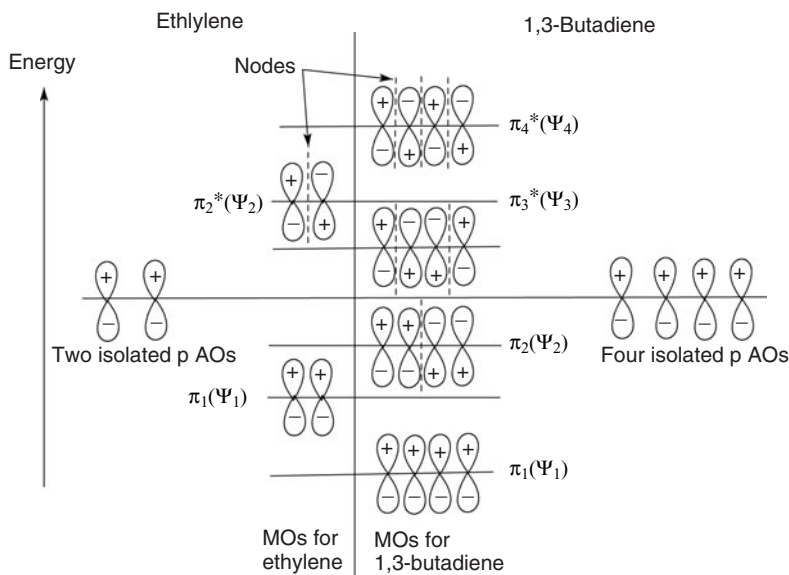 Ethlylene
1,3-Butadiene
Energy
Nodes
+ − + −
− + − +
π4*(Ψ4)
+ −
− +
π2*(Ψ2)
π3*(Ψ3)
+ − − +
− + + −
+ +
− −
Two isolated p AOs
+ + + +
− − − −
Four isolated p AOs
+ + − −
− − + +
π2(Ψ2)
+ +
− −
π1(Ψ1)
+ + + +
− − − −
π1(Ψ1)
MOs for
ethylene
MOs for
1,3-butadiene